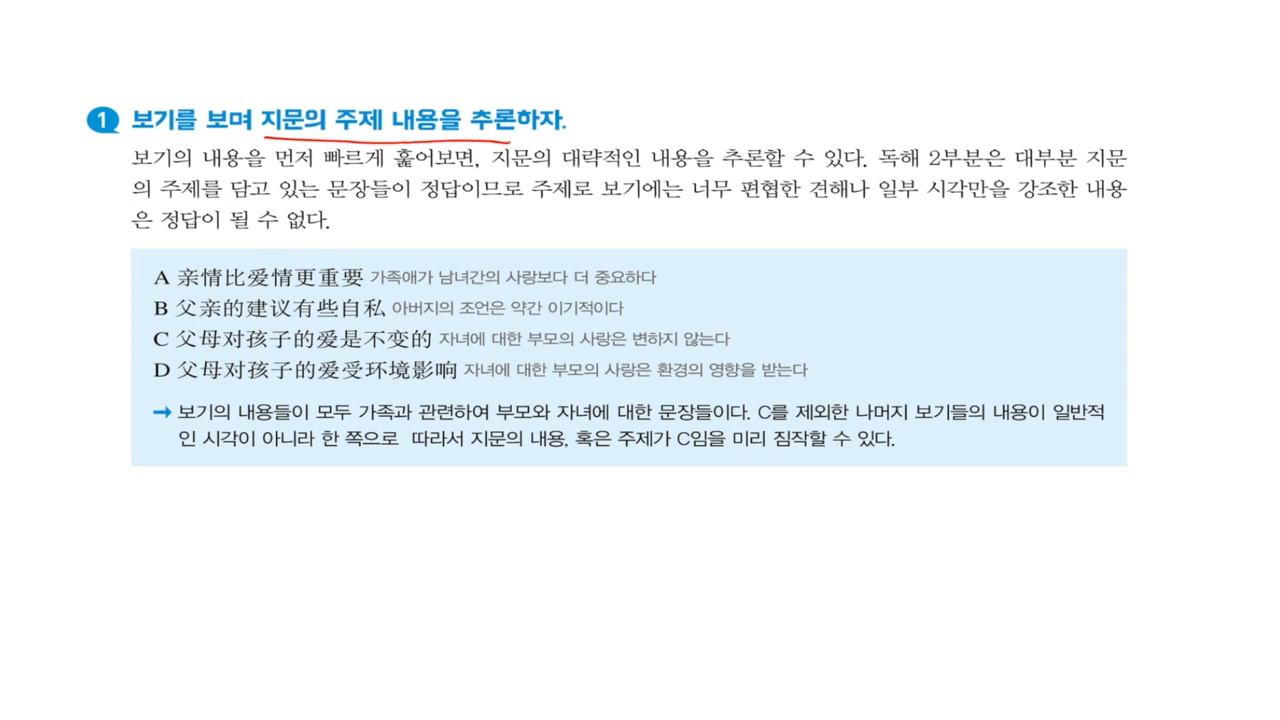 1 보기를 보며 지문의 주제 내용을 추론하자.
보기의 내용을 먼저 빠르게 훑어보면, 지문의 대략적인 내용을 추론할 수 있다. 독해 2부분은 대부분 지문
의 주제를 담고 있는 문장들이 정답이므로 주제로 보기에는 너무 편협한 견해나 일부 시각만을 강조한 내용
은 정답이 될 수 없다.
A 亲情比爱情更重要 가족애가 남녀간의 사랑보다 더 중요하다
B 父亲的建议有些自私 아버지의 조언은 약간 이기적이다
C 父母对孩子的爱是不变的 자녀에 대한 부모의 사랑은 변하지 않는다
D 父母对孩子的爱受环境影响 자녀에 대한 부모의 사랑은 환경의 영향을 받는다
→ 보기의 내용들이 모두 가족과 관련하여 부모와 자녀에 대한 문장들이다. C를 제외한 나머지 보기들의 내용이 일반적
인 시각이 아니라 한 쪽으로 따라서 지문의 내용, 혹은 주제가 C임을 미리 짐작할 수 있다.